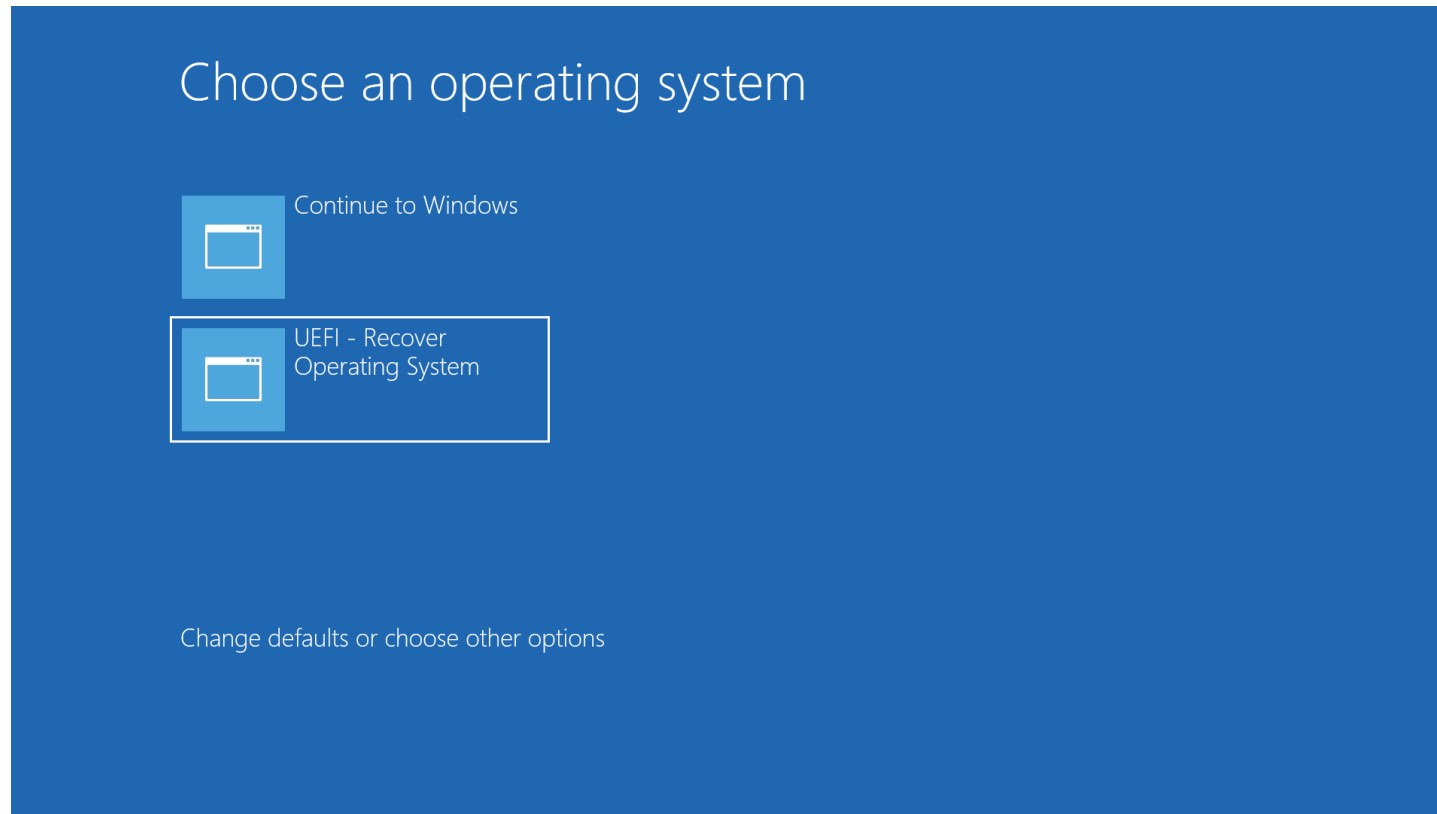 Choose an operating system
Continue to Windows
UEFI - Recover
Operating System
Change defaults or choose other options